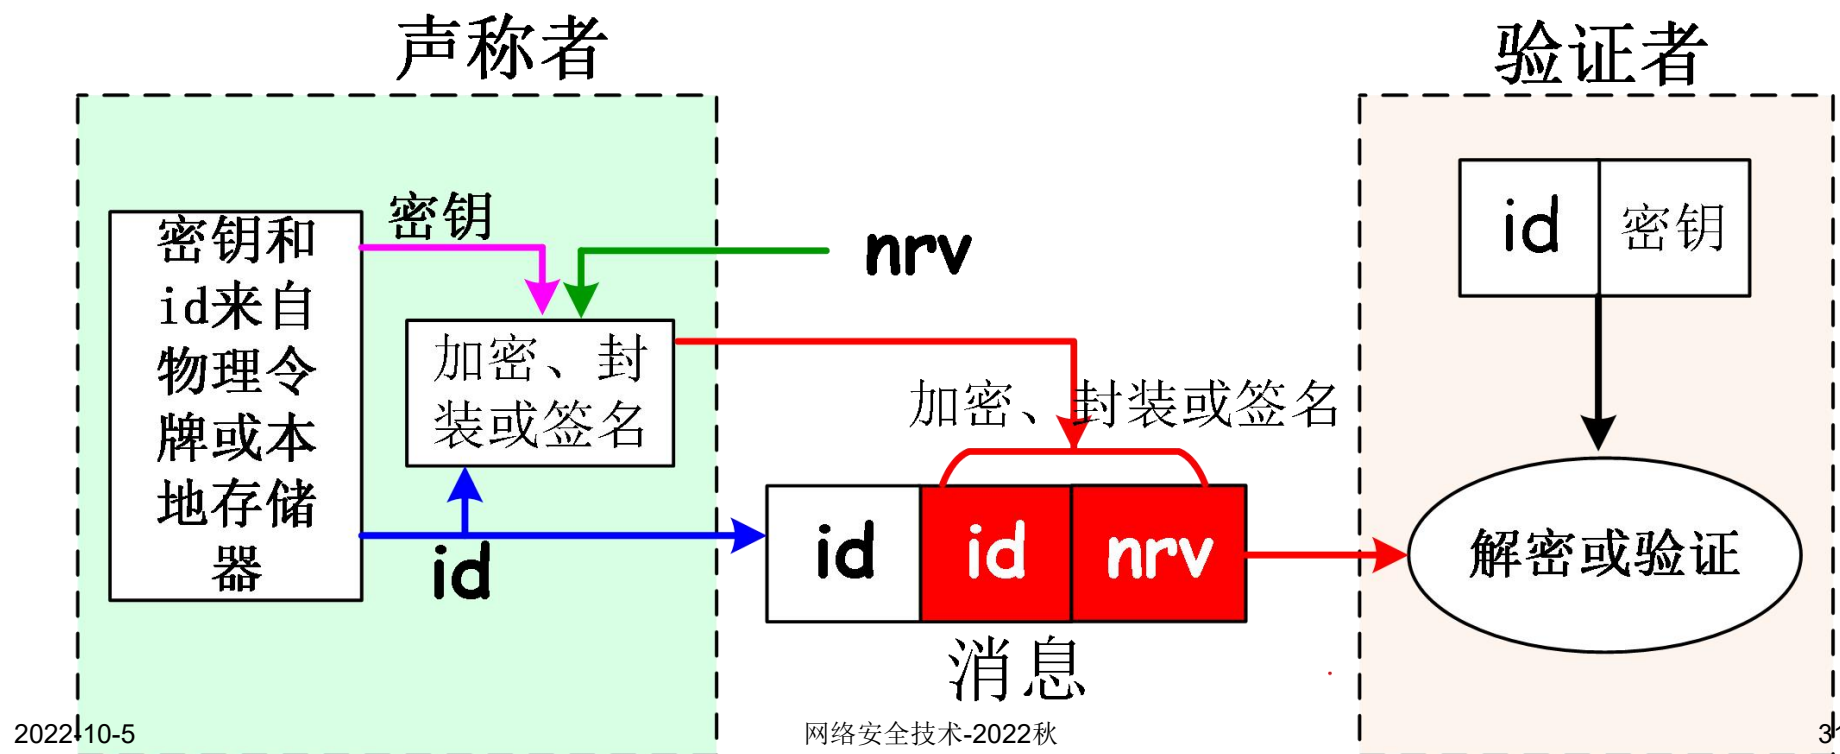 声称者
验证者
密钥和
id来自
物理令
牌或本
地存储
器
密钥
nrv
加密、封
装或签名
id
加密、封装或签名
id
id
nrv
消息
id
密钥
解密或验证
2022-10-5
网络安全技术-2022秋